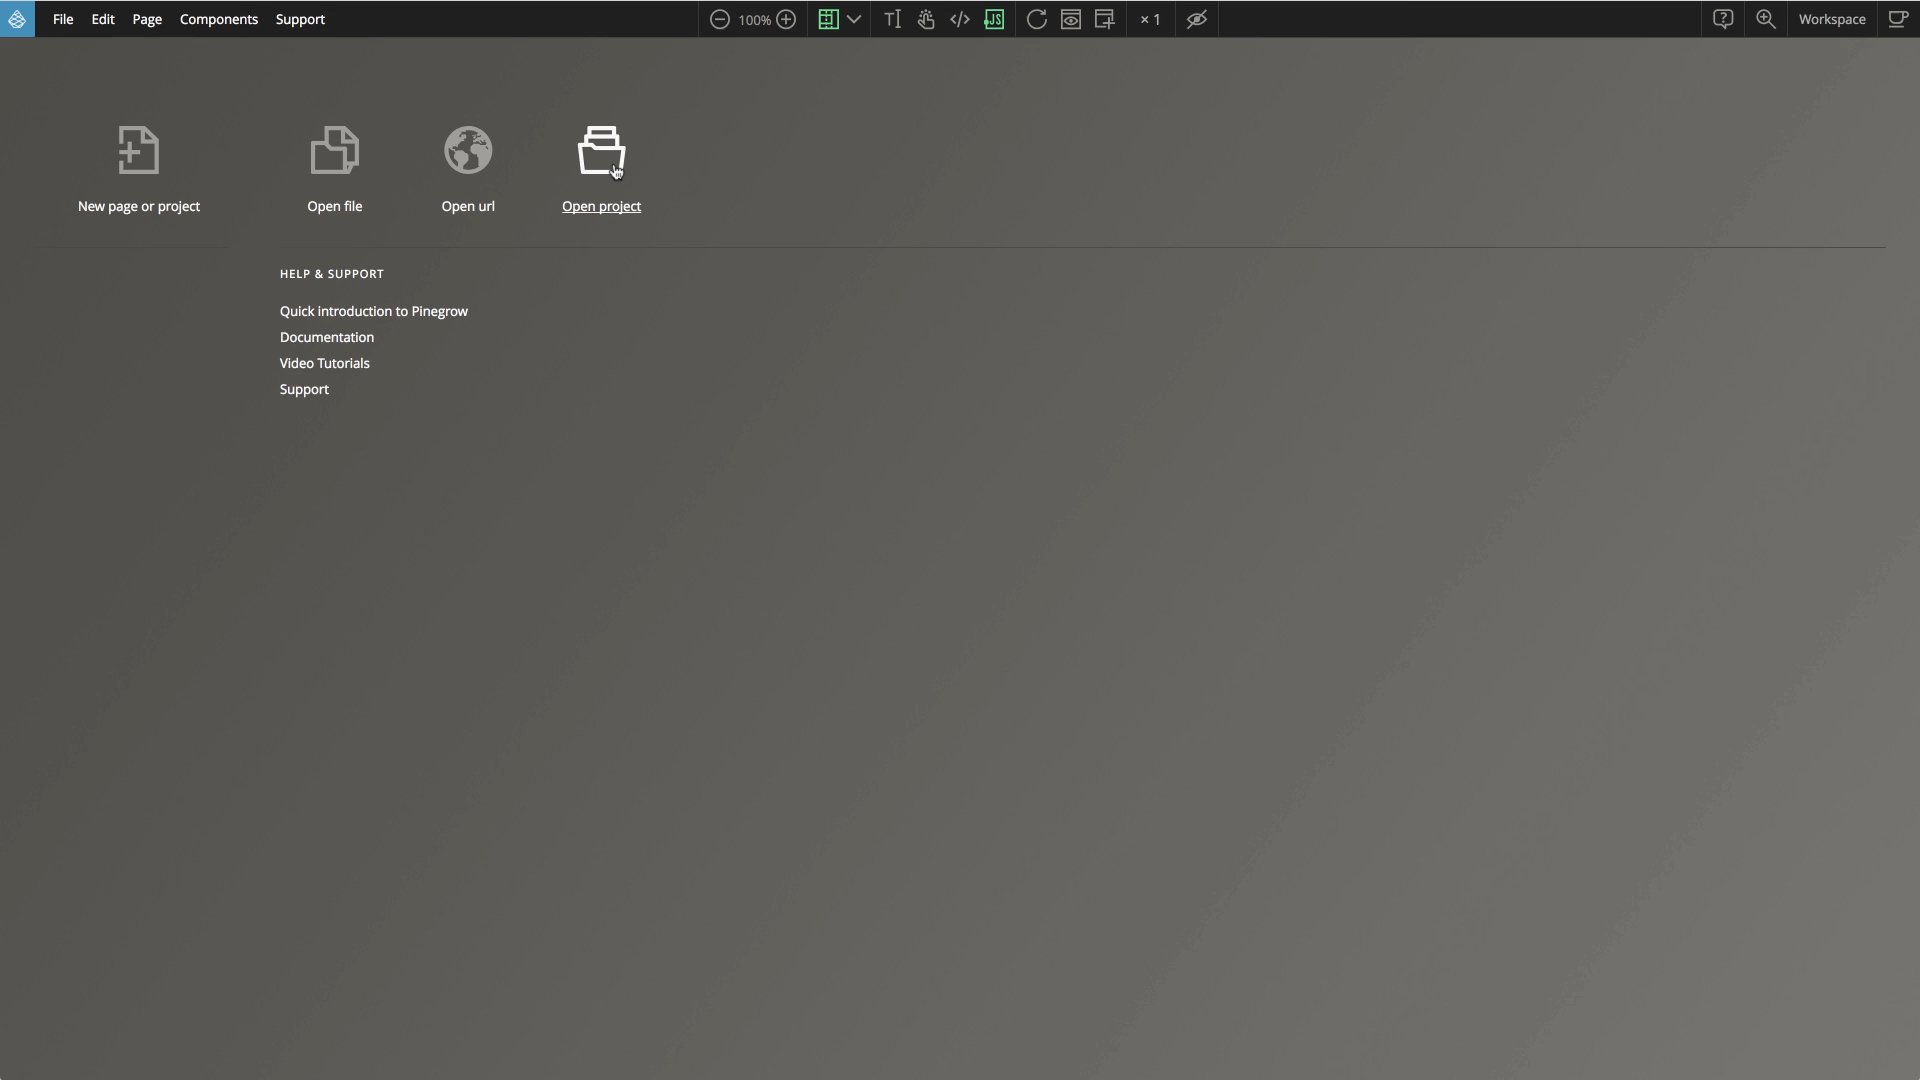 File Edit Page Components Support 100% TI </> JS × 1 ? Workspace
New page or project Open file Open url Open project
HELP & SUPPORT
Quick introduction to Pinegrow
Documentation
Video Tutorials
Support